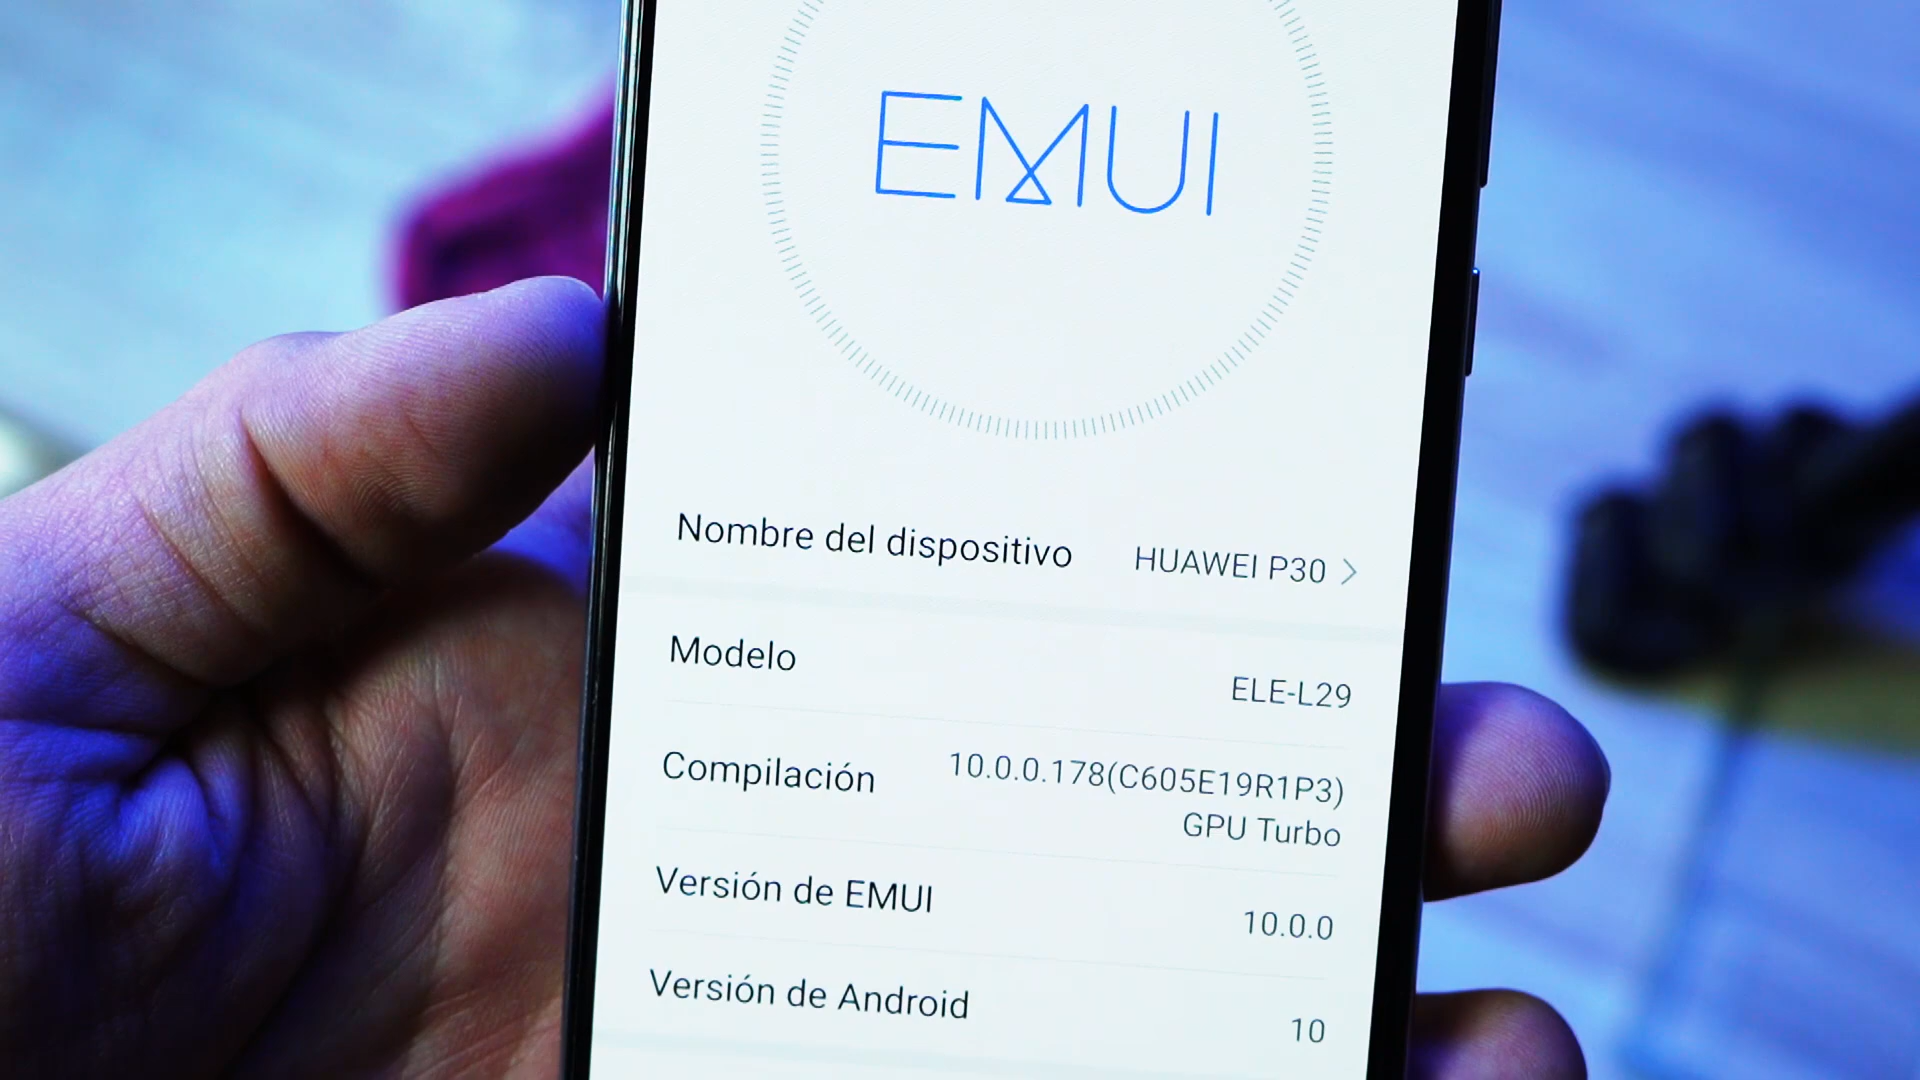 EMUI
Nombre del dispositivo HUAWEI P30
Modelo ELE-L29
Compilación 10.0.0.178(C605E19R1P3)
GPU Turbo
Versión de EMUI 10.0.0
Versión de Android 10